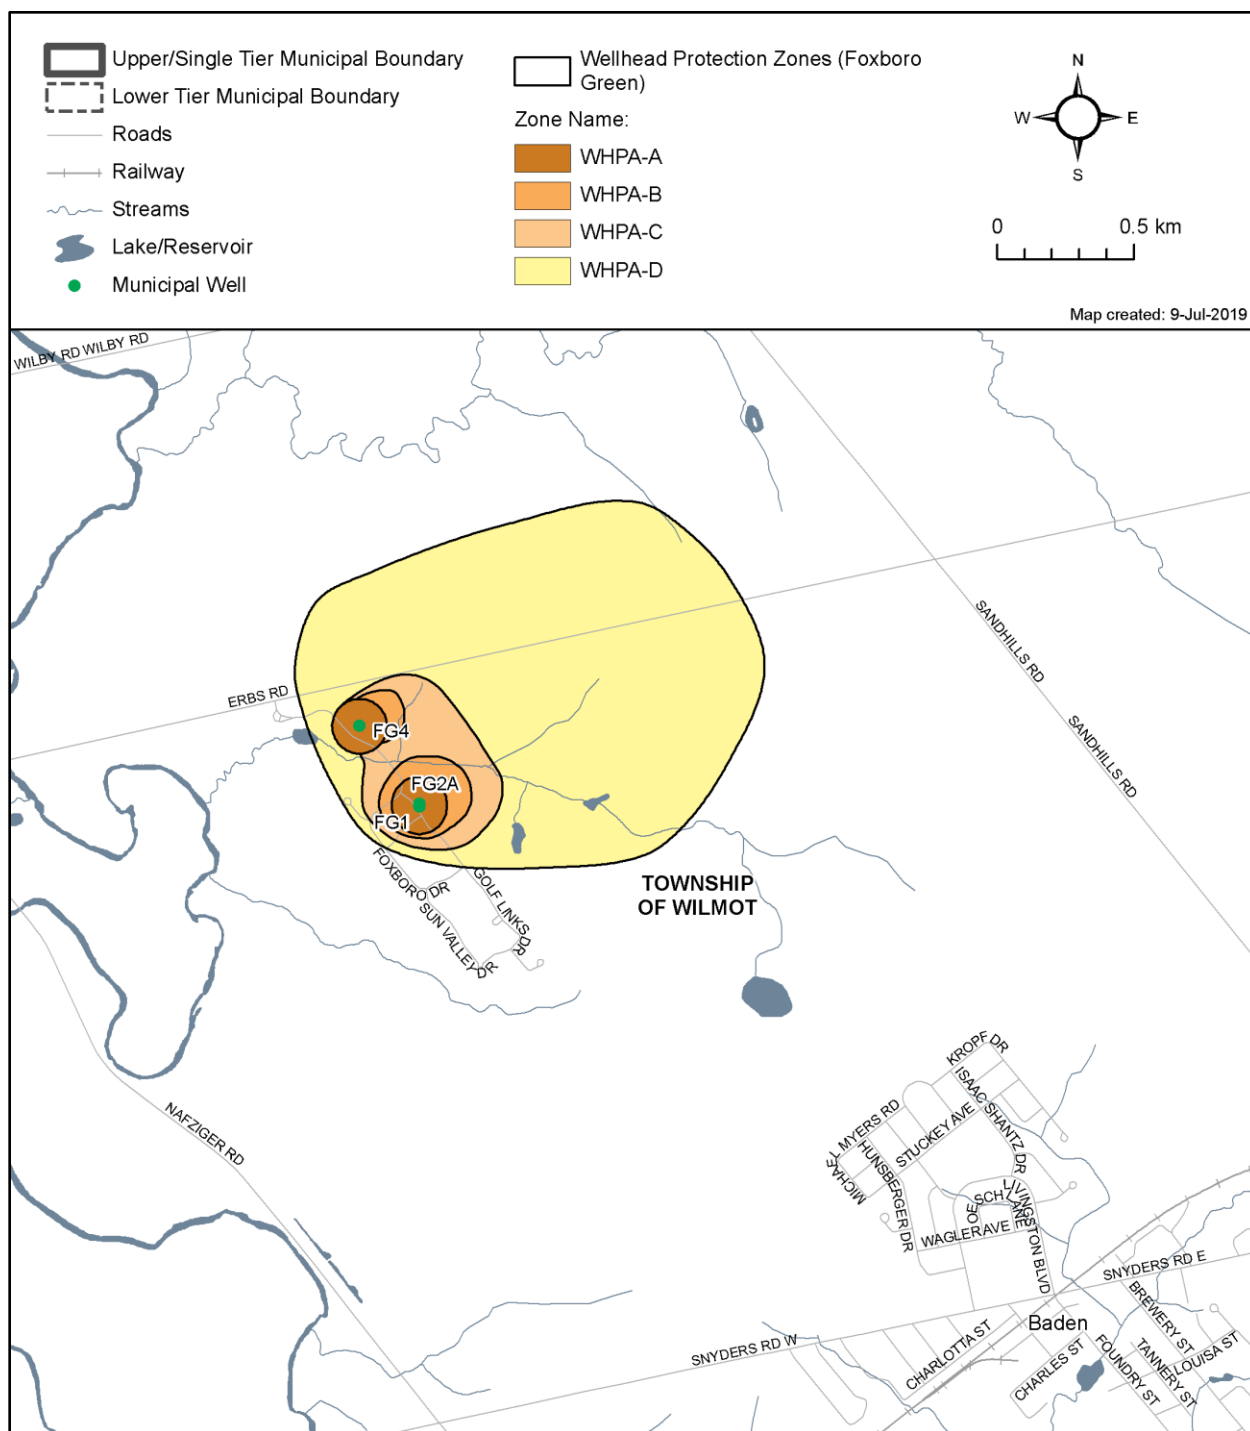 Upper/Single Tier Municipal Boundary
Lower Tier Municipal Boundary
Roads
Railway
Streams
Lake/Reservoir
Municipal Well
Wellhead Protection Zones (Foxboro
Green)
Zone Name:
WHPA-A
WHPA-B
WHPA-C
WHPA-D
N
W
E
S
0
0.5 km
Map created: 9-Jul-2019
WILBY RD WILBY RD
SANDHILLS RD
SANDHILLS RD
ERBS RD
FG4
FG2A
FG1
FOXBORO DR
GOLF LINKS DR
SUN VALLEY DR
TOWNSHIP
OF WILMOT
NAFZIGER RD
KROPF DR
ISAAC SHANTZ DR
MICHAEL MYERS RD
STUCKEY AVE
HUNSBERGER DR
LIVINGSTON BLVD
WAGLER AVE
SNYDERS RD E
BREWERY ST
Baden
SNYDERS RD W
CHARLOTTA ST
CHARLES ST
FOUNDRY ST
TANNERY ST
LOUISA ST